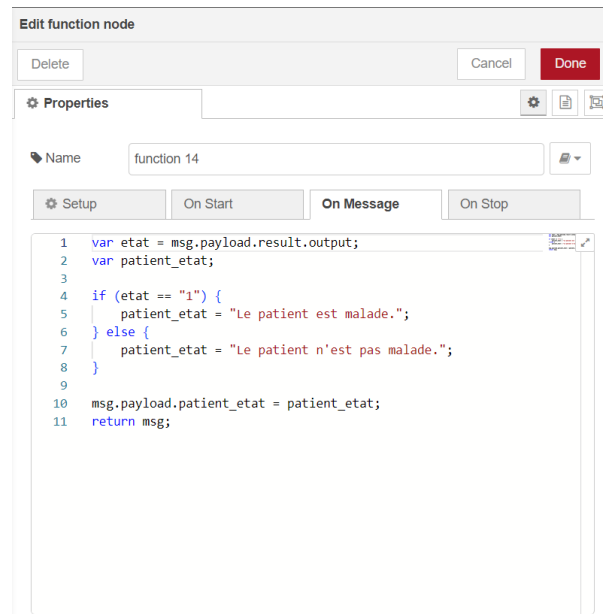 Edit function node
Delete
Cancel
Done
Properties
Name
function 14
Setup
On Start
On Message
On Stop
1 var etat = msg.payload.result.output;
2 var patient_etat;
3
4 if (etat == "1") {
5 patient_etat = "Le patient est malade.";
6 } else {
7 patient_etat = "Le patient n'est pas malade.";
8 }
9
10 msg.payload.patient_etat = patient_etat;
11 return msg;